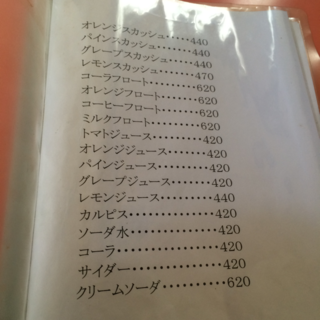 オレンジスカッシュ・・・・・440
パインスカッシュ・・・・・・・440
グレープスカッシュ・・・・・440
レモンスカッシュ・・・・・・470
コーラフロート・・・・・・・・620
オレンジフロート・・・・・・620
コーヒーフロート・・・・・・620
ミルクフロート・・・・・・・・620
トマトジュース・・・・・・・・420
オレンジジュース・・・・・・420
パインジュース・・・・・・・・420
グレープジュース・・・・・・420
レモンジュース・・・・・・・・440
カルピス・・・・・・・・・・・・420
ソーダ水・・・・・・・・・・・420
コーラ・・・・・・・・・・・・・420
サイダー・・・・・・・・・・・420
クリームソーダ・・・・・・・620